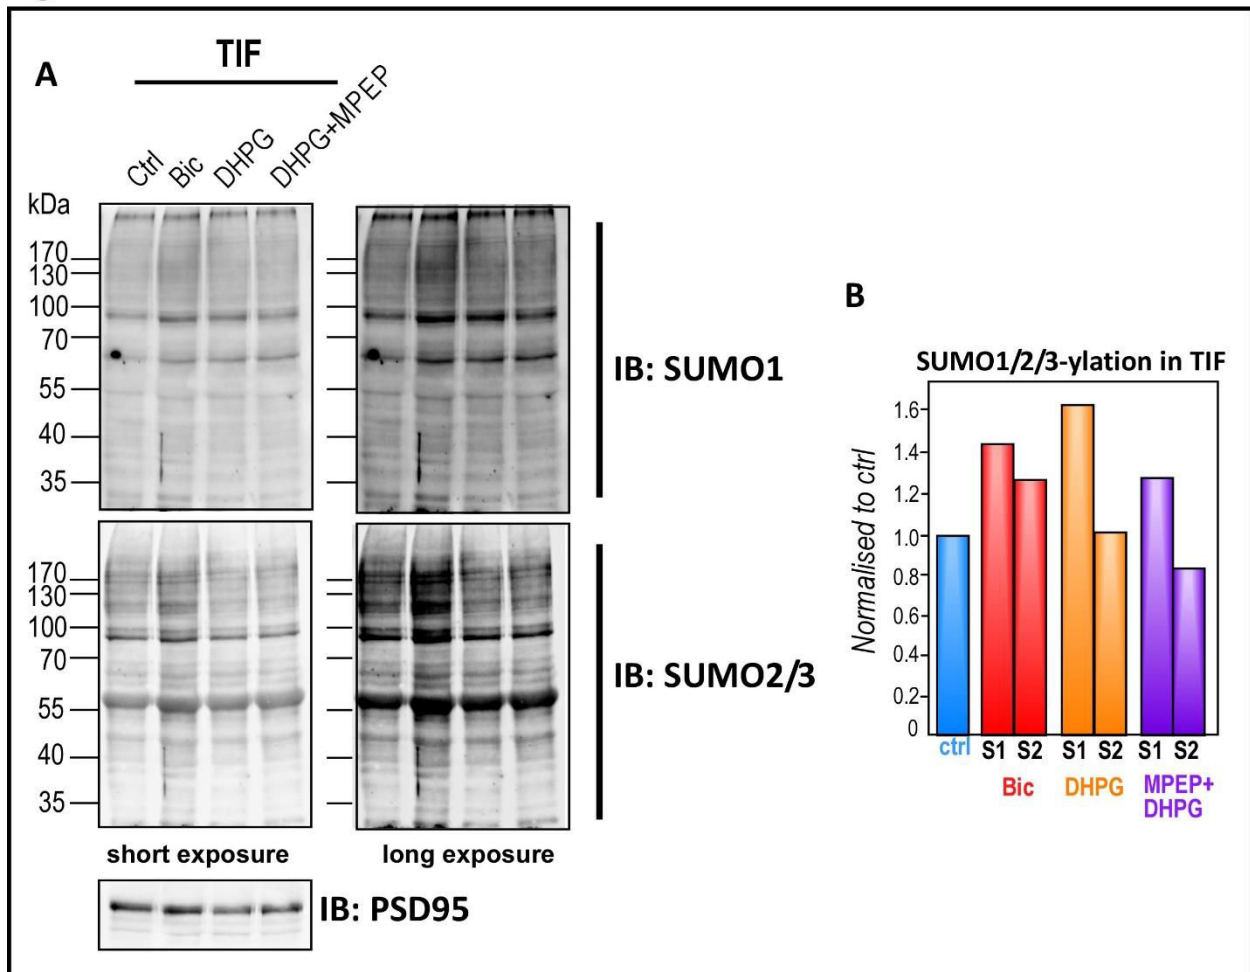 TIF
A
Ctrl
Bic
DHPG
DHPG+MPEP
kDa
170
130
100
70
55
40
35
IB: SUMO1
170
130
100
70
55
40
35
IB: SUMO2/3
short exposure
long exposure
IB: PSD95
B
SUMO1/2/3-ylation in TIF
Normalised to ctrl
1.6
1.4
1.2
1.0
0.8
0.6
0.4
0.2
0
ctrl S1 S2 S1 S2 S1 S2
Bic DHPG MPEP+
DHPG